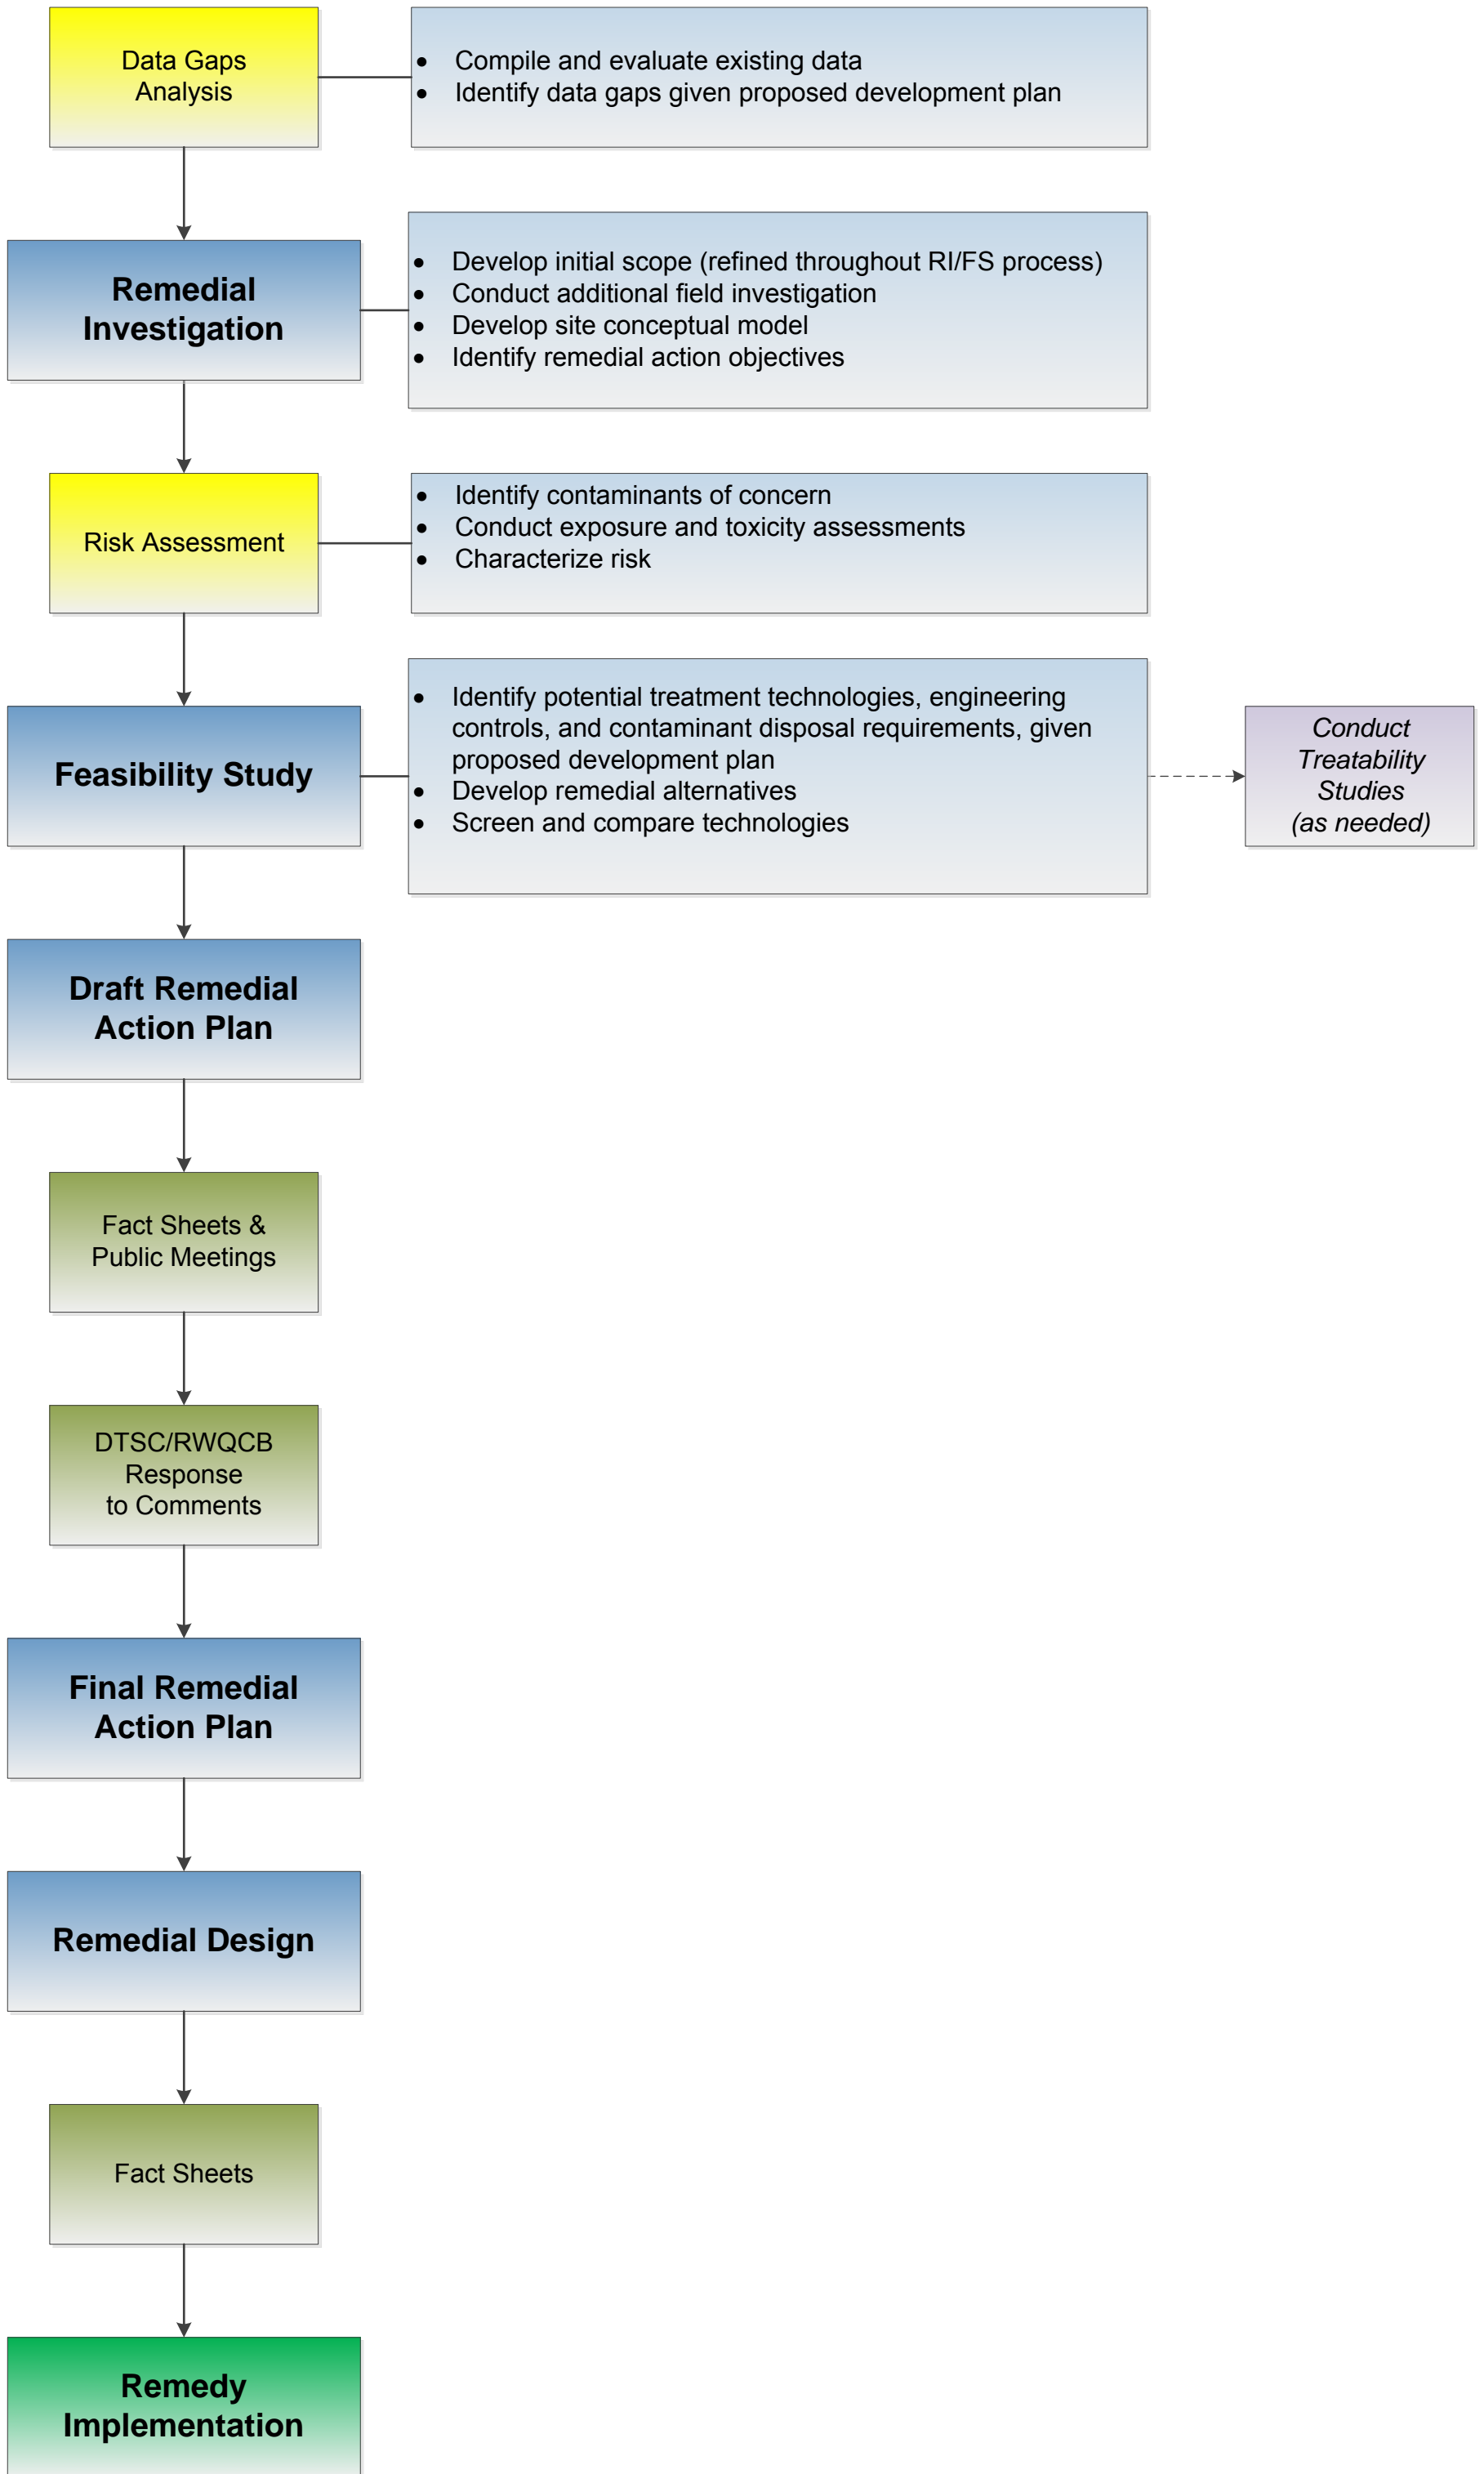 Data Gaps
Analysis
• Compile and evaluate existing data
• Identify data gaps given proposed development plan
Remedial
Investigation
• Develop initial scope (refined throughout RI/FS process)
• Conduct additional field investigation
• Develop site conceptual model
• Identify remedial action objectives
Risk Assessment
• Identify contaminants of concern
• Conduct exposure and toxicity assessments
• Characterize risk
Feasibility Study
• Identify potential treatment technologies, engineering
controls, and contaminant disposal requirements, given
proposed development plan
• Develop remedial alternatives
• Screen and compare technologies
Conduct
Treatability
Studies
(as needed)
Draft Remedial
Action Plan
Fact Sheets &
Public Meetings
DTSC/RWQCB
Response
to Comments
Final Remedial
Action Plan
Remedial Design
Fact Sheets
Remedy
Implementation